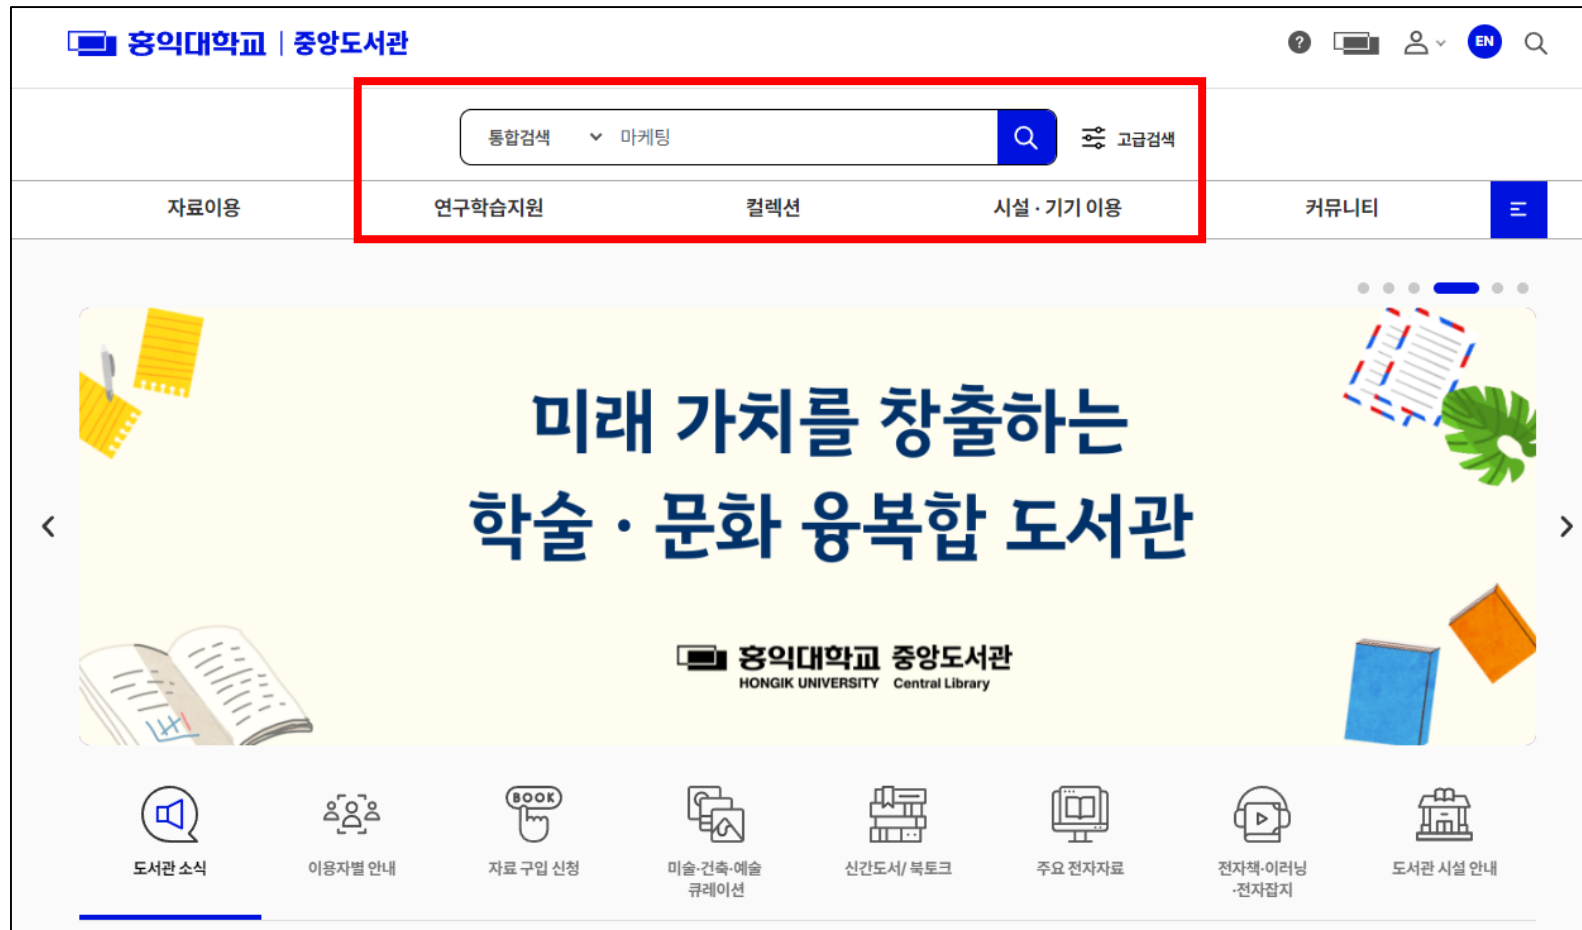 홍익대학교 | 중앙도서관
EN
통합검색 마케팅 고급검색
자료이용 연구학습지원 컬렉션 시설 · 기기 이용 커뮤니티
미래 가치를 창출하는
학술 · 문화 융복합 도서관
홍익대학교 중앙도서관
HONGIK UNIVERSITY Central Library
BOOK
도서관 소식
이용자별 안내
자료 구입 신청
미술·건축·예술
큐레이션
신간도서/ 북토크
주요 전자자료
전자책·이러닝
·전자잡지
도서관 시설 안내